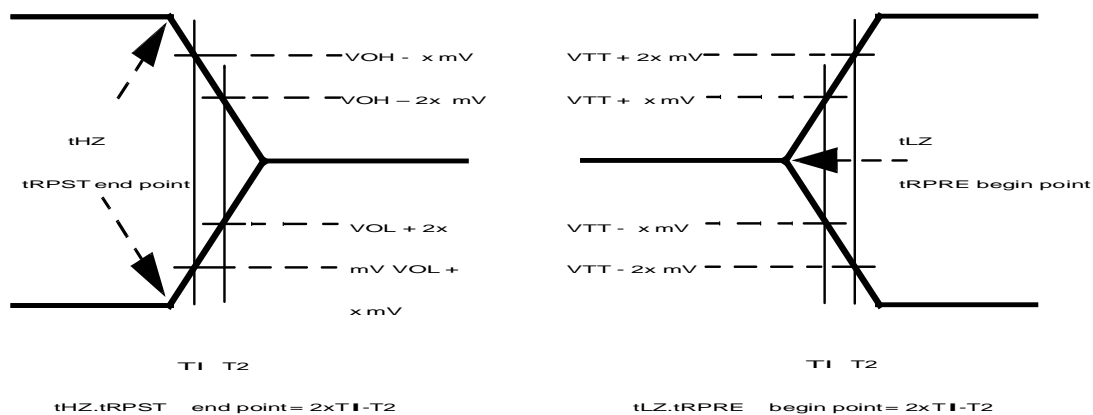 VOH - x mV
VOH – 2x mV
tHZ
tRPST end point
VOL + 2x
mV VOL +
x mV
T1 T2
tHZ,tRPST end point = 2xT1-T2
VTT + 2x mV
VTT + x mV
tLZ
tRPRE begin point
VTT - x mV
VTT - 2x mV
T1 T2
tLZ,tRPRE begin point = 2xT1-T2